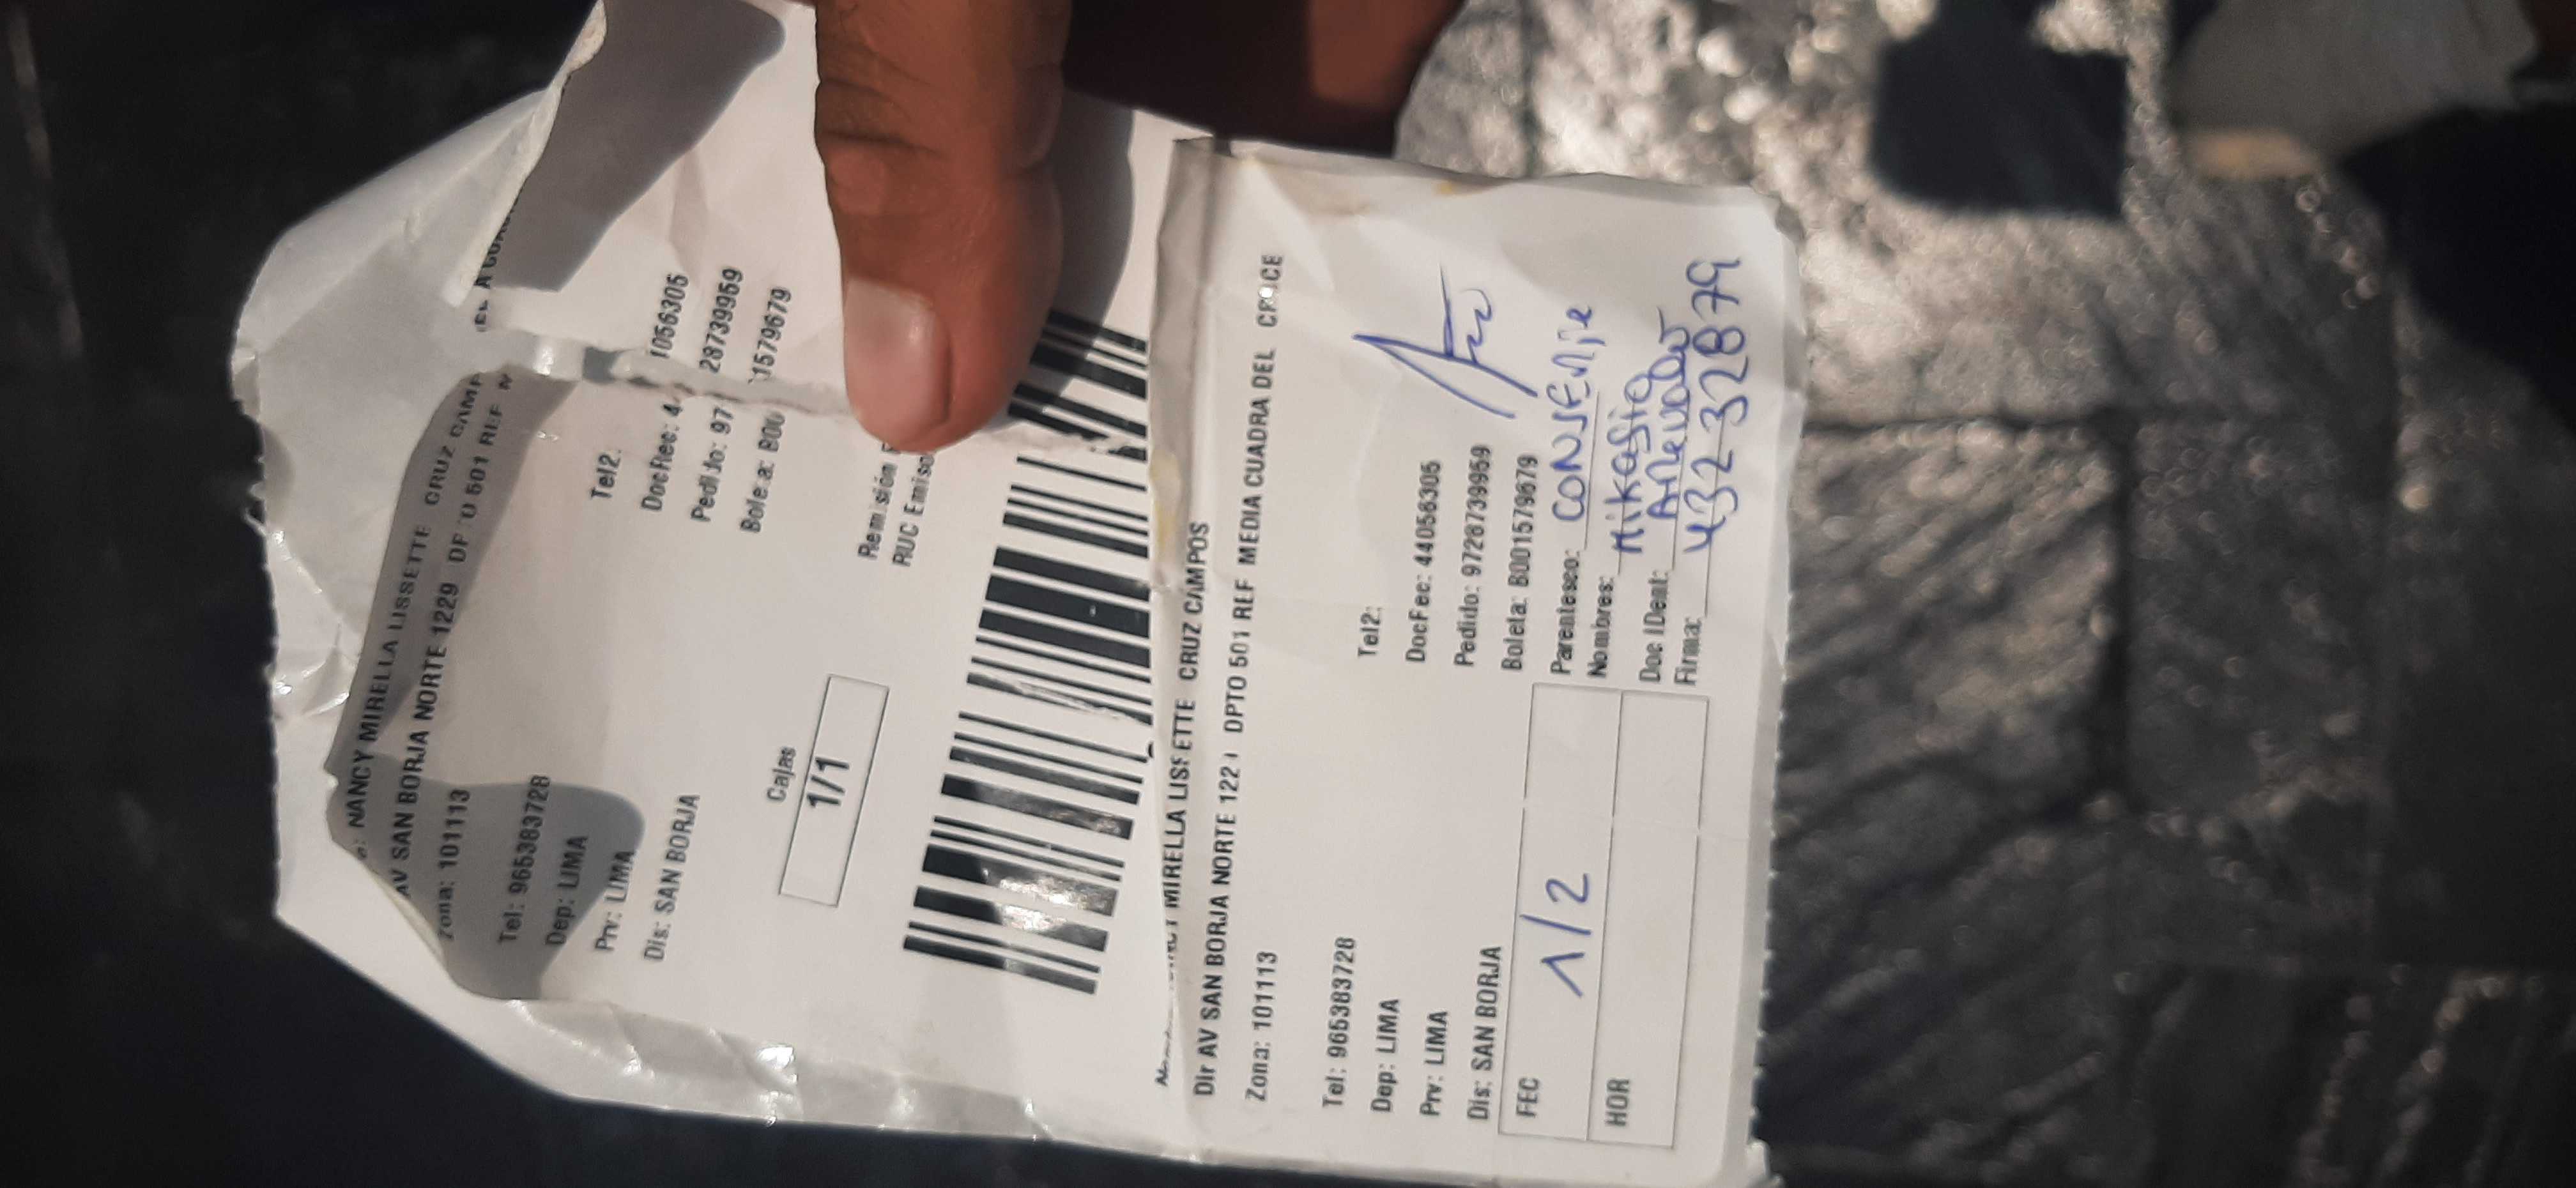 NANCY MIRELLA LISSETTE CRUZ CAMP
AV SAN BORJA NORTE 1229 DPTO 501 REF
Zona: 101113
Tel: 965383728 Tel2:
Dep: LIMA DocRec: 4 1056305
Prv: LIMA Pedido: 97 28739959
Dis: SAN BORJA Boleta: B00 1579679
Cajas
1/1
Remisión
RUC Emiso
MIRELLA LISSETTE CRUZ CAMPOS
Dir AV SAN BORJA NORTE 122 DPTO 501 REF MEDIA CUADRA DEL CRUCE
Zona: 101113
Tel: 965383728 Tel2:
Dep: LIMA DocRec: 44056305
Prv: LIMA Pedido: 9728739959
Dis: SAN BORJA Boleta: B001579679
FEC 1/2 Parentesco: CONSERJE
HOR Nombres:
Arevalo
Doc IDent:
Firma: 43232879